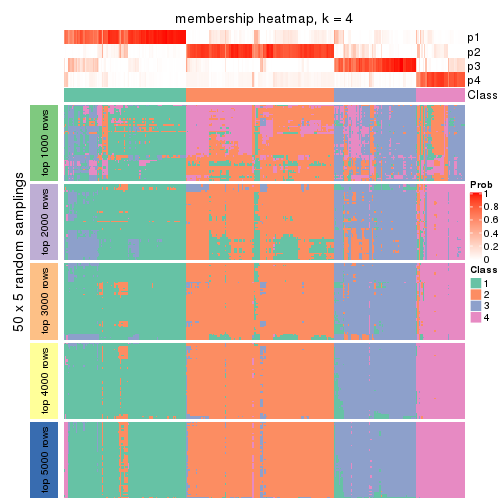 membership heatmap, k = 4
p1
p2
p3
p4
Class
50 x 5 random samplings
top 1000 rows
top 2000 rows
top 3000 rows
top 4000 rows
top 5000 rows
Prob
1
0.8
0.6
0.4
0.2
0
Class
1
2
3
4